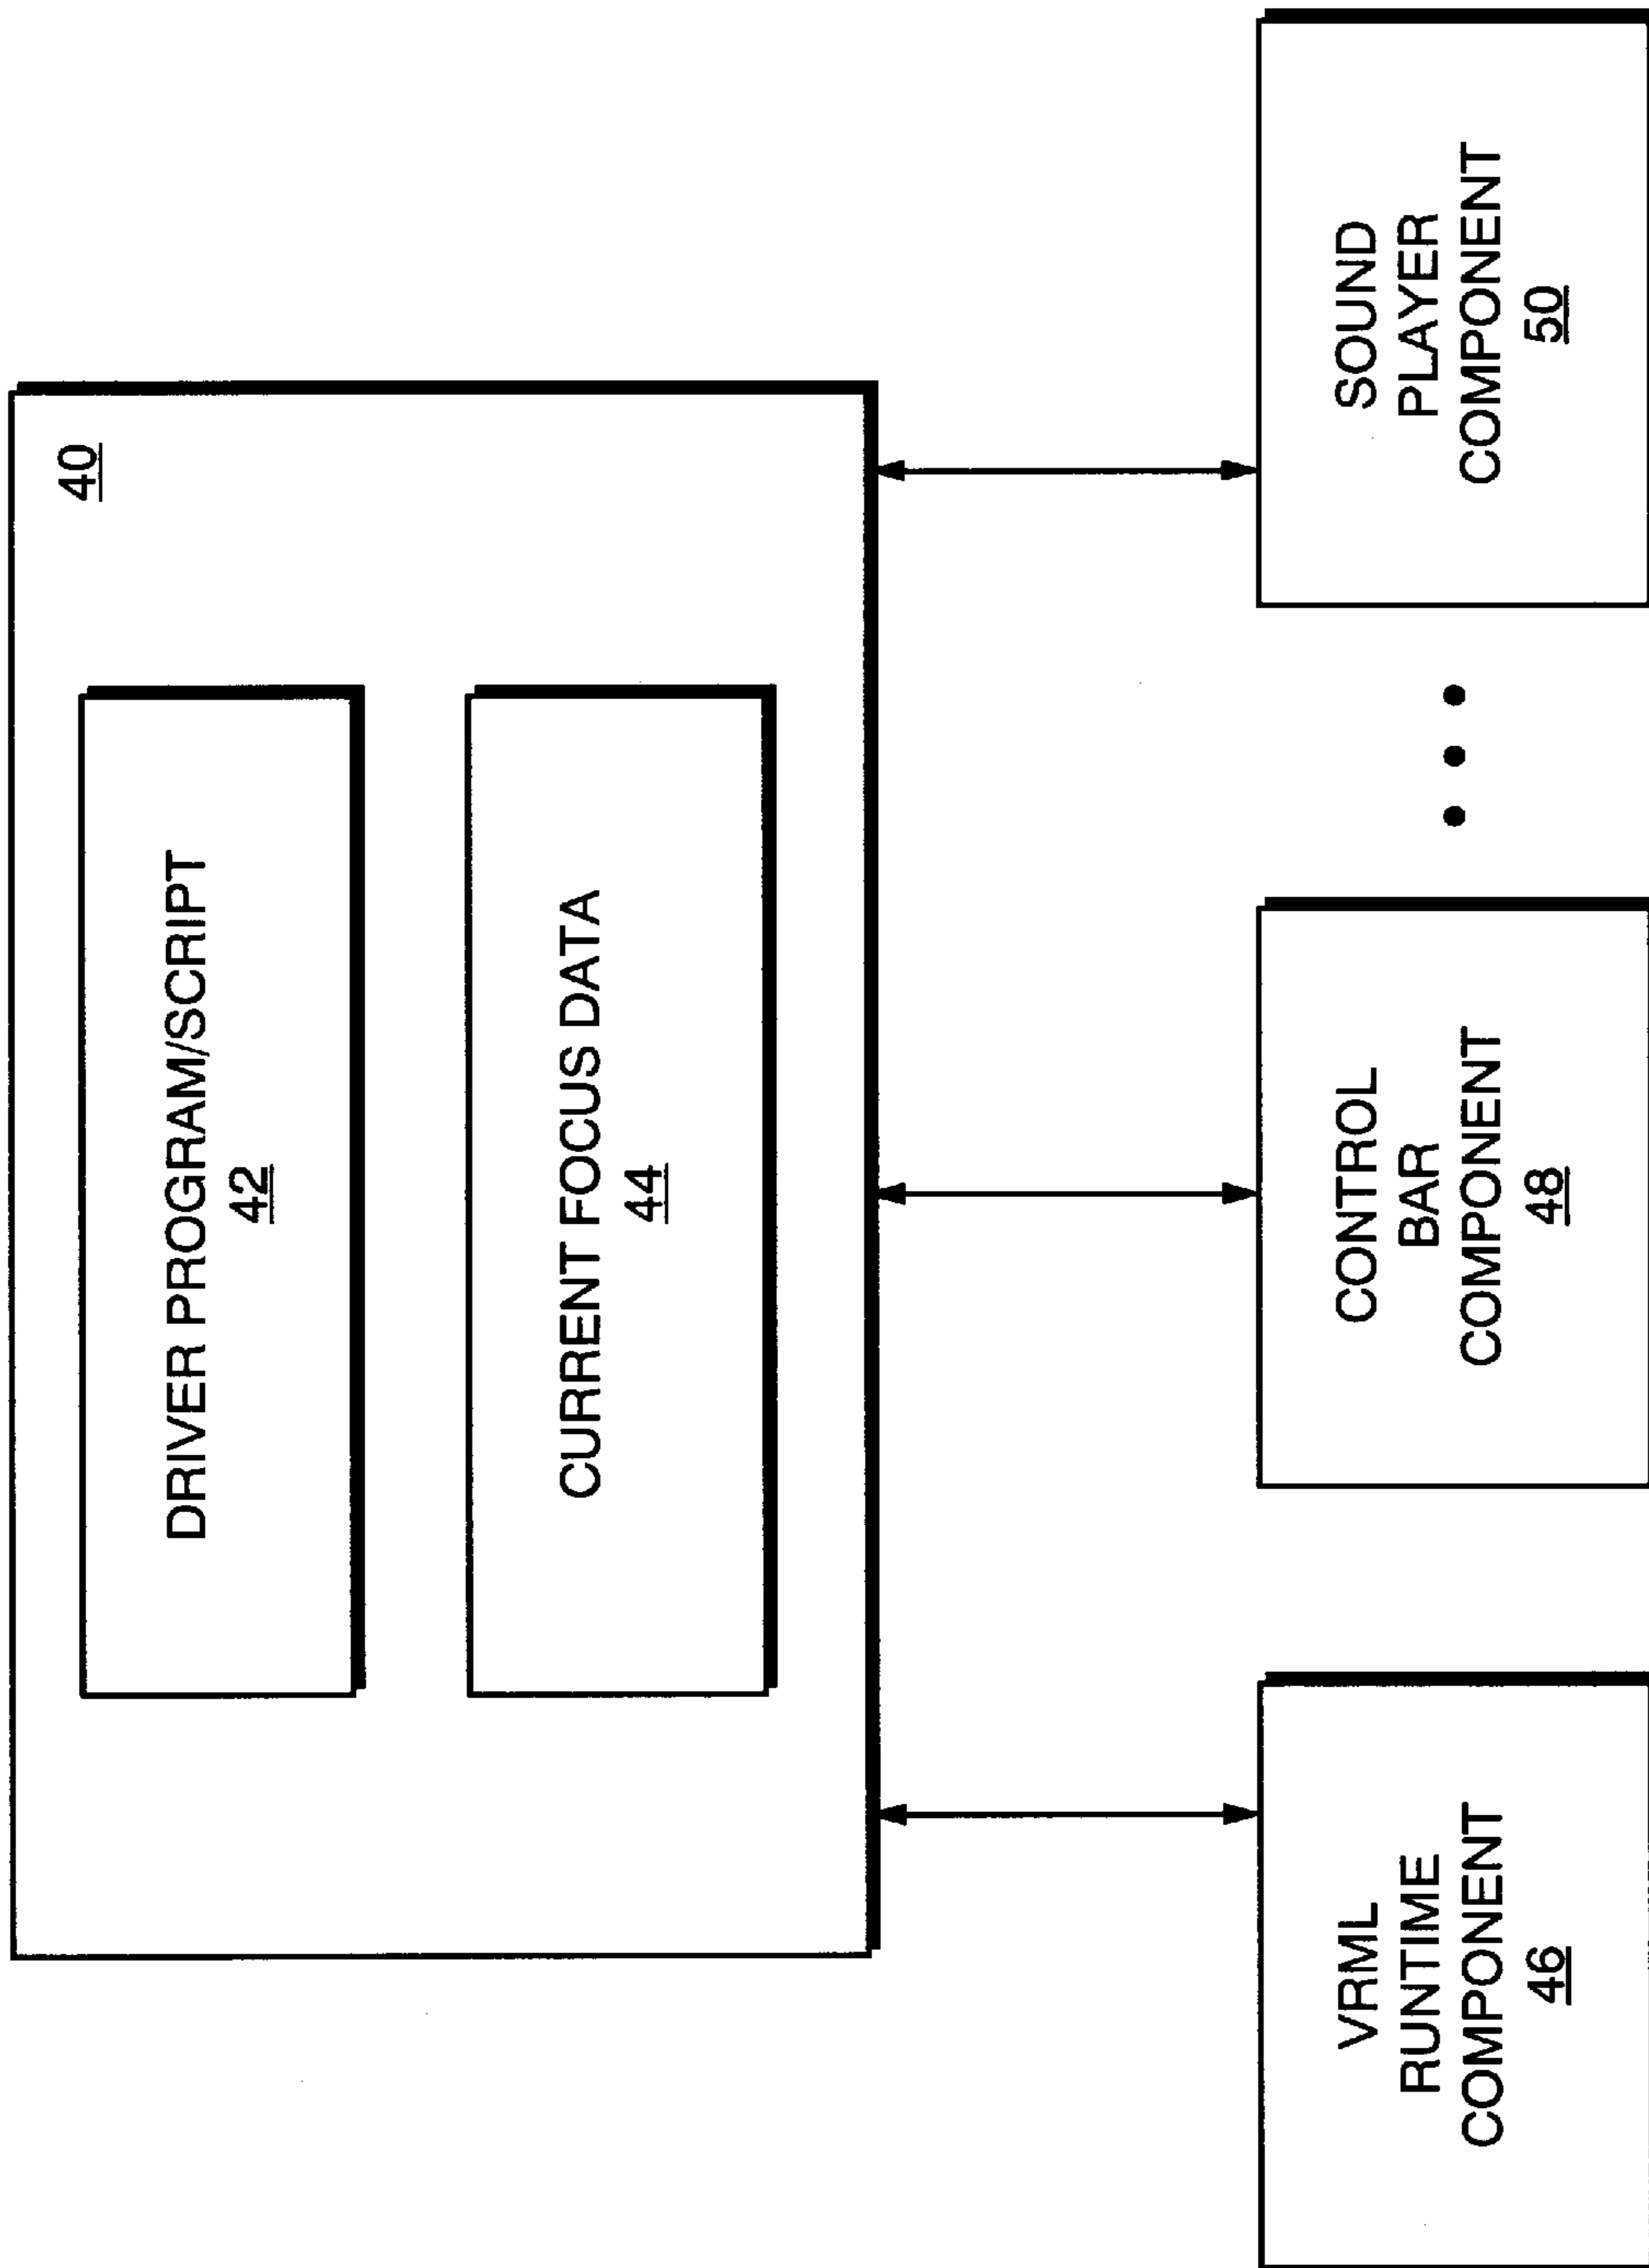 40
DRIVER PROGRAM/SCRIPT
42
CURRENT FOCUS DATA
44
VRML
RUNTIME
COMPONENT
46
CONTROL
BAR
COMPONENT
48
SOUND
PLAYER
COMPONENT
50